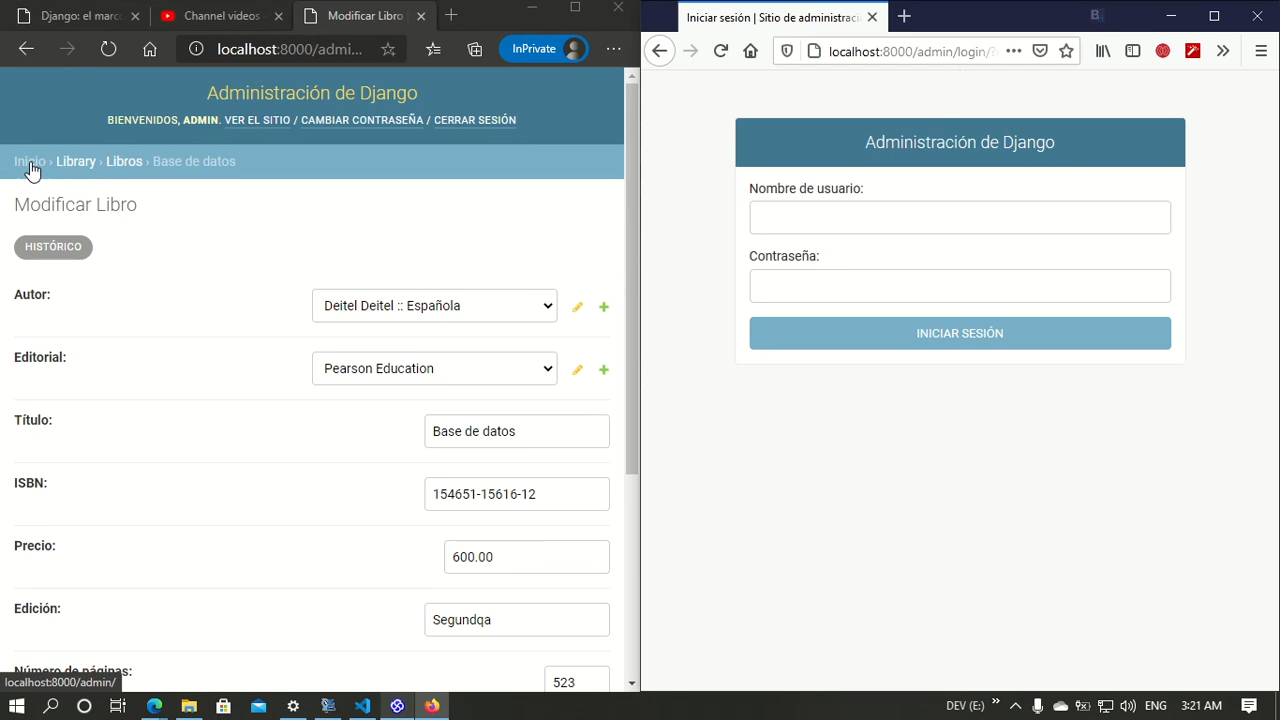 Django: el mejor
Channel videos
Modificar Libro
localhost:8000/admi...
InPrivate
Administración de Django
BIENVENIDOS, ADMIN. VER EL SITIO / CAMBIAR CONTRASEÑA / CERRAR SESIÓN
Inicio › Library › Libros › Base de datos
Modificar Libro
HISTÓRICO
Autor:
Deitel Deitel :: Española
Editorial:
Pearson Education
Título:
Base de datos
ISBN:
154651-15616-12
Precio:
600.00
Edición:
Segundqa
Número de páginas:
523
localhost:8000/admin/
Iniciar sesión | Sitio de administraci
localhost:8000/admin/login/?
Administración de Django
Nombre de usuario:
Contraseña:
INICIAR SESIÓN
DEV (E:)
ENG
3:21 AM